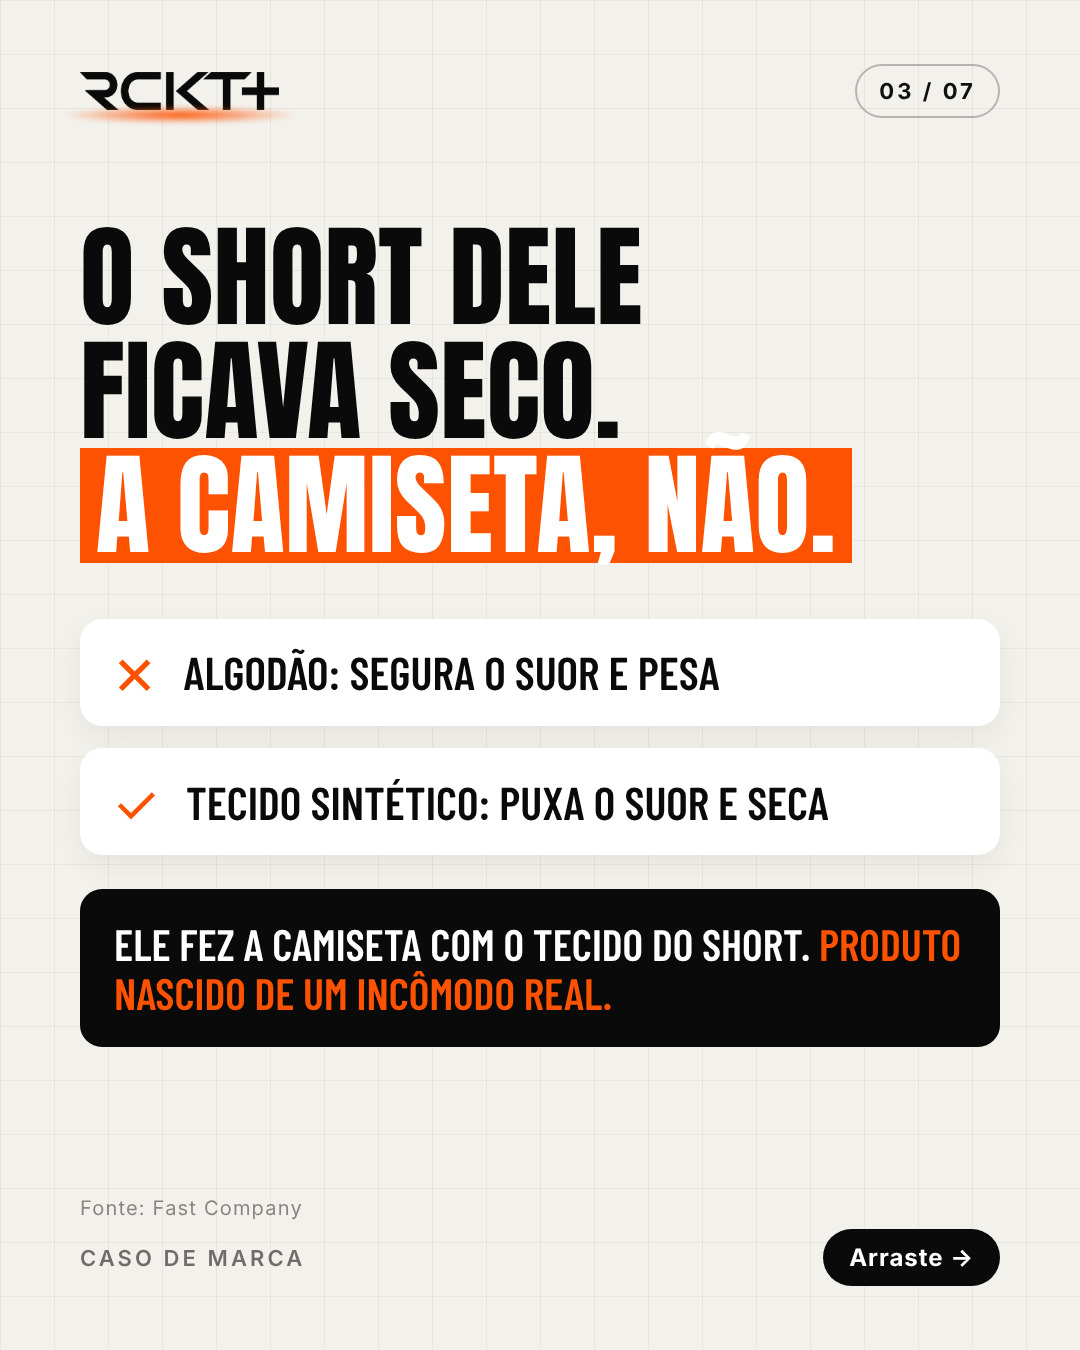 RCKT+
03 / 07
O SHORT DELE
FICAVA SECO.
A CAMISETA, NÃO.
ALGODÃO: SEGURA O SUOR E PESA
TECIDO SINTÉTICO: PUXA O SUOR E SECA
ELE FEZ A CAMISETA COM O TECIDO DO SHORT. PRODUTO
NASCIDO DE UM INCÔMODO REAL.
Fonte: Fast Company
CASO DE MARCA
Arraste →